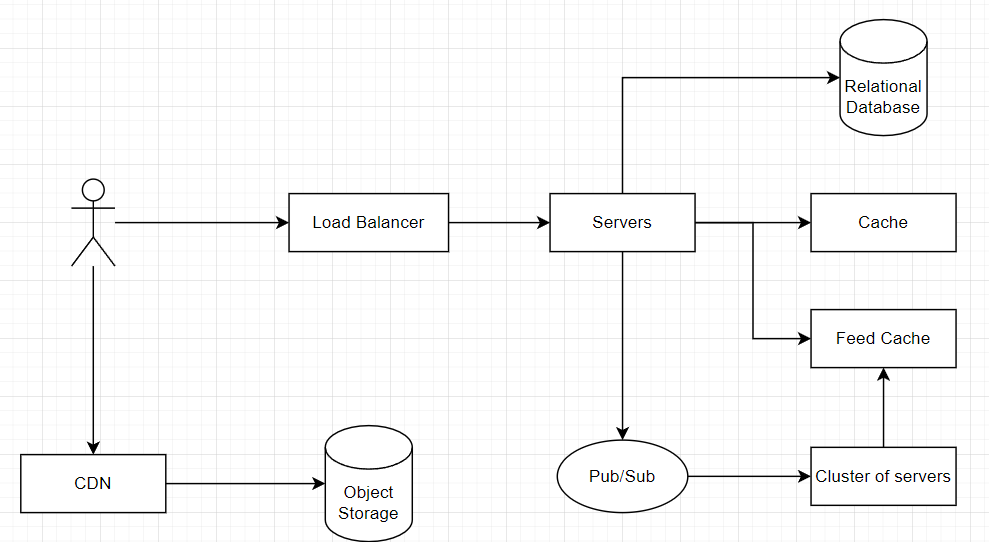 Relational
Database
Load Balancer
Servers
Cache
Feed Cache
CDN
Object
Storage
Pub/Sub
Cluster of servers